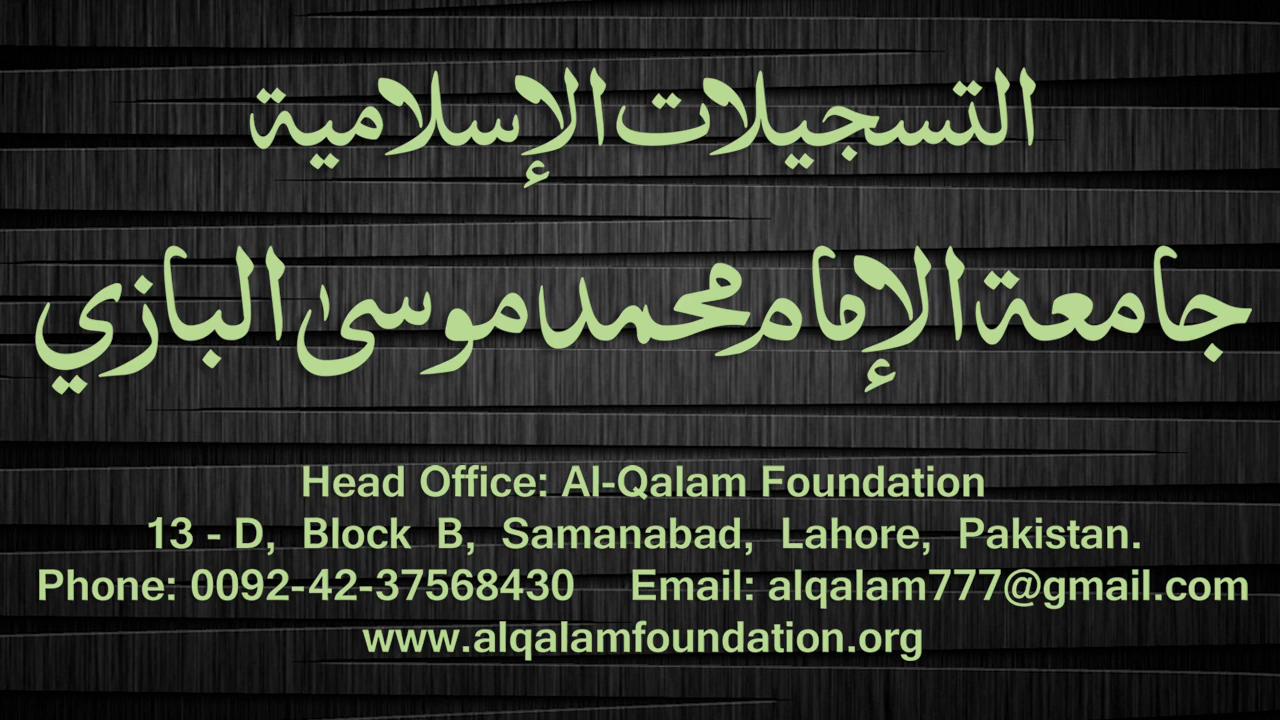 التسجيلات الإسلامية
جامعة الإمام محمد موسىٰ البازي
Head Office: Al-Qalam Foundation
13 - D, Block B, Samanabad, Lahore, Pakistan.
Phone: 0092-42-37568430 Email: alqalam777@gmail.com
www.alqalamfoundation.org